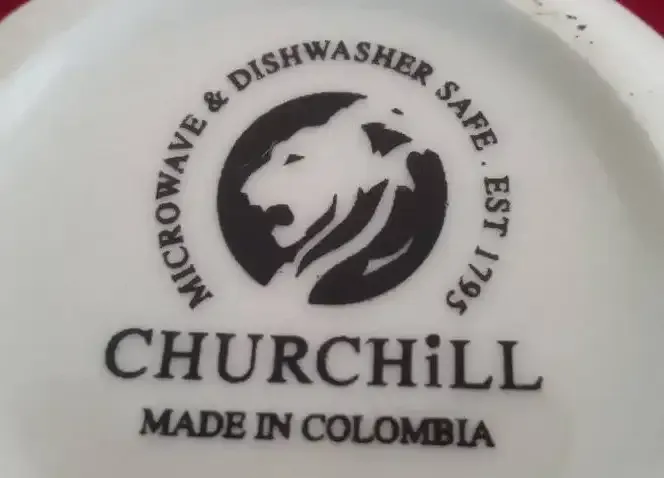 MICROWAVE & DISHWASHER SAFE . EST 1795
CHURCHiLL
MADE IN COLOMBIA